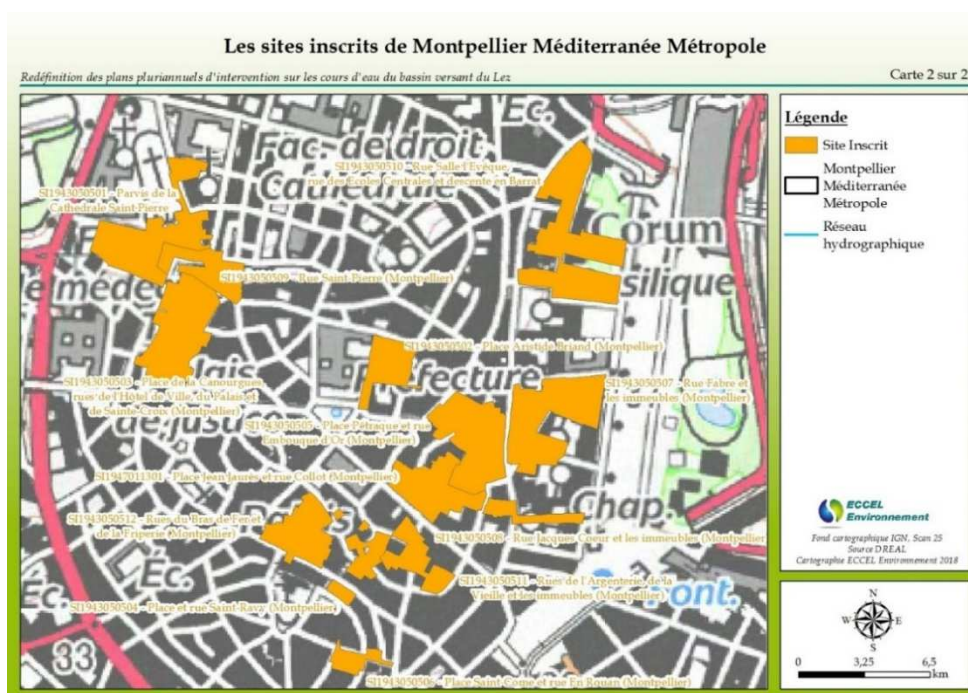 Les sites inscrits de Montpellier Méditerranée Métropole
Redéfinition des plans pluriannuels d'intervention sur les cours d'eau du bassin versant du Lez
Carte 2 sur 2
Éc.
Fac. de droit
Cathédrale
SI1943050510 - Rue Salle l'Evêque,
rue des Ecoles Centrales et descente en Barrat
SI1943050501 - Parvis de la
Cathédrale Saint-Pierre
Corum
SI1943050509 - Rue Saint-Pierre (Montpellier)
SI1943050502 - Place Aristide Briand (Montpellier)
Préfecture
SI1943050503 - Place de la Canourgues,
rues de l'Hôtel de Ville, du Palais et
de Sainte-Croix (Montpellier)
de justice
SI1943050507 - Rue Fabre et
les immeubles (Montpellier)
SI1943050505 - Place Pétraque et rue
Embouque d'Or (Montpellier)
SI1947011301 - Place Jean Jaurès et rue Collot (Montpellier)
Chap.
SI1943050512 - Rues du Bras de Fer et
de la Friperie (Montpellier)
SI1943050508 - Rue Jacques Coeur et les immeubles (Montpellier
Éc.
Éc.
SI1943050511 - Rues de l'Argenterie, de la
Vieille et les immeubles (Montpellier)
SI1943050504 - Place et rue Saint-Ravy (Montpellier)
Font.
33
SI1943050506 - Place Saint-Come et rue En Rouan (Montpellier)
Légende
Site Inscrit
Montpellier
Méditerranée
Métropole
Réseau
hydrographique
ECCEL
Environnement
Fond cartographique IGN, Scan 25
Source DREAL
Cartographie ECCEL Environnement 2018
N
W E
S
0 3,25 6,5
km